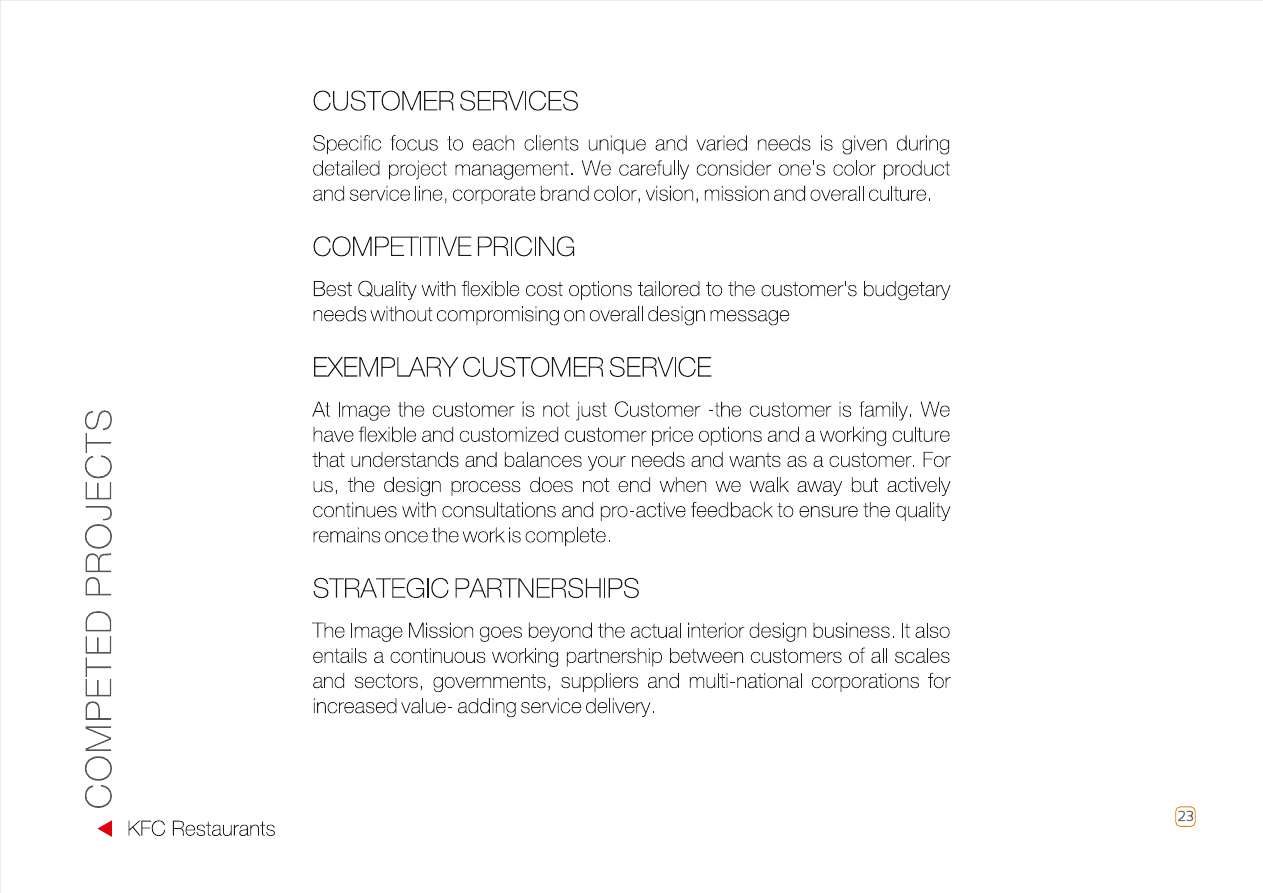 CUSTOMER SERVICES
Specific focus to each clients unique and varied needs is given during
detailed project management. We carefully consider one's color product
and service line, corporate brand color, vision, mission and overall culture.
COMPETITIVE PRICING
Best Quality with flexible cost options tailored to the customer's budgetary
needs without compromising on overall design message
EXEMPLARY CUSTOMER SERVICE
At Image the customer is not just Customer -the customer is family. We
have flexible and customized customer price options and a working culture
that understands and balances your needs and wants as a customer. For
us, the design process does not end when we walk away but actively
continues with consultations and pro-active feedback to ensure the quality
remains once the work is complete.
STRATEGIC PARTNERSHIPS
The Image Mission goes beyond the actual interior design business. It also
entails a continuous working partnership between customers of all scales
and sectors, governments, suppliers and multi-national corporations for
increased value- adding service delivery.
COMPETED PROJECTS
KFC Restaurants
23